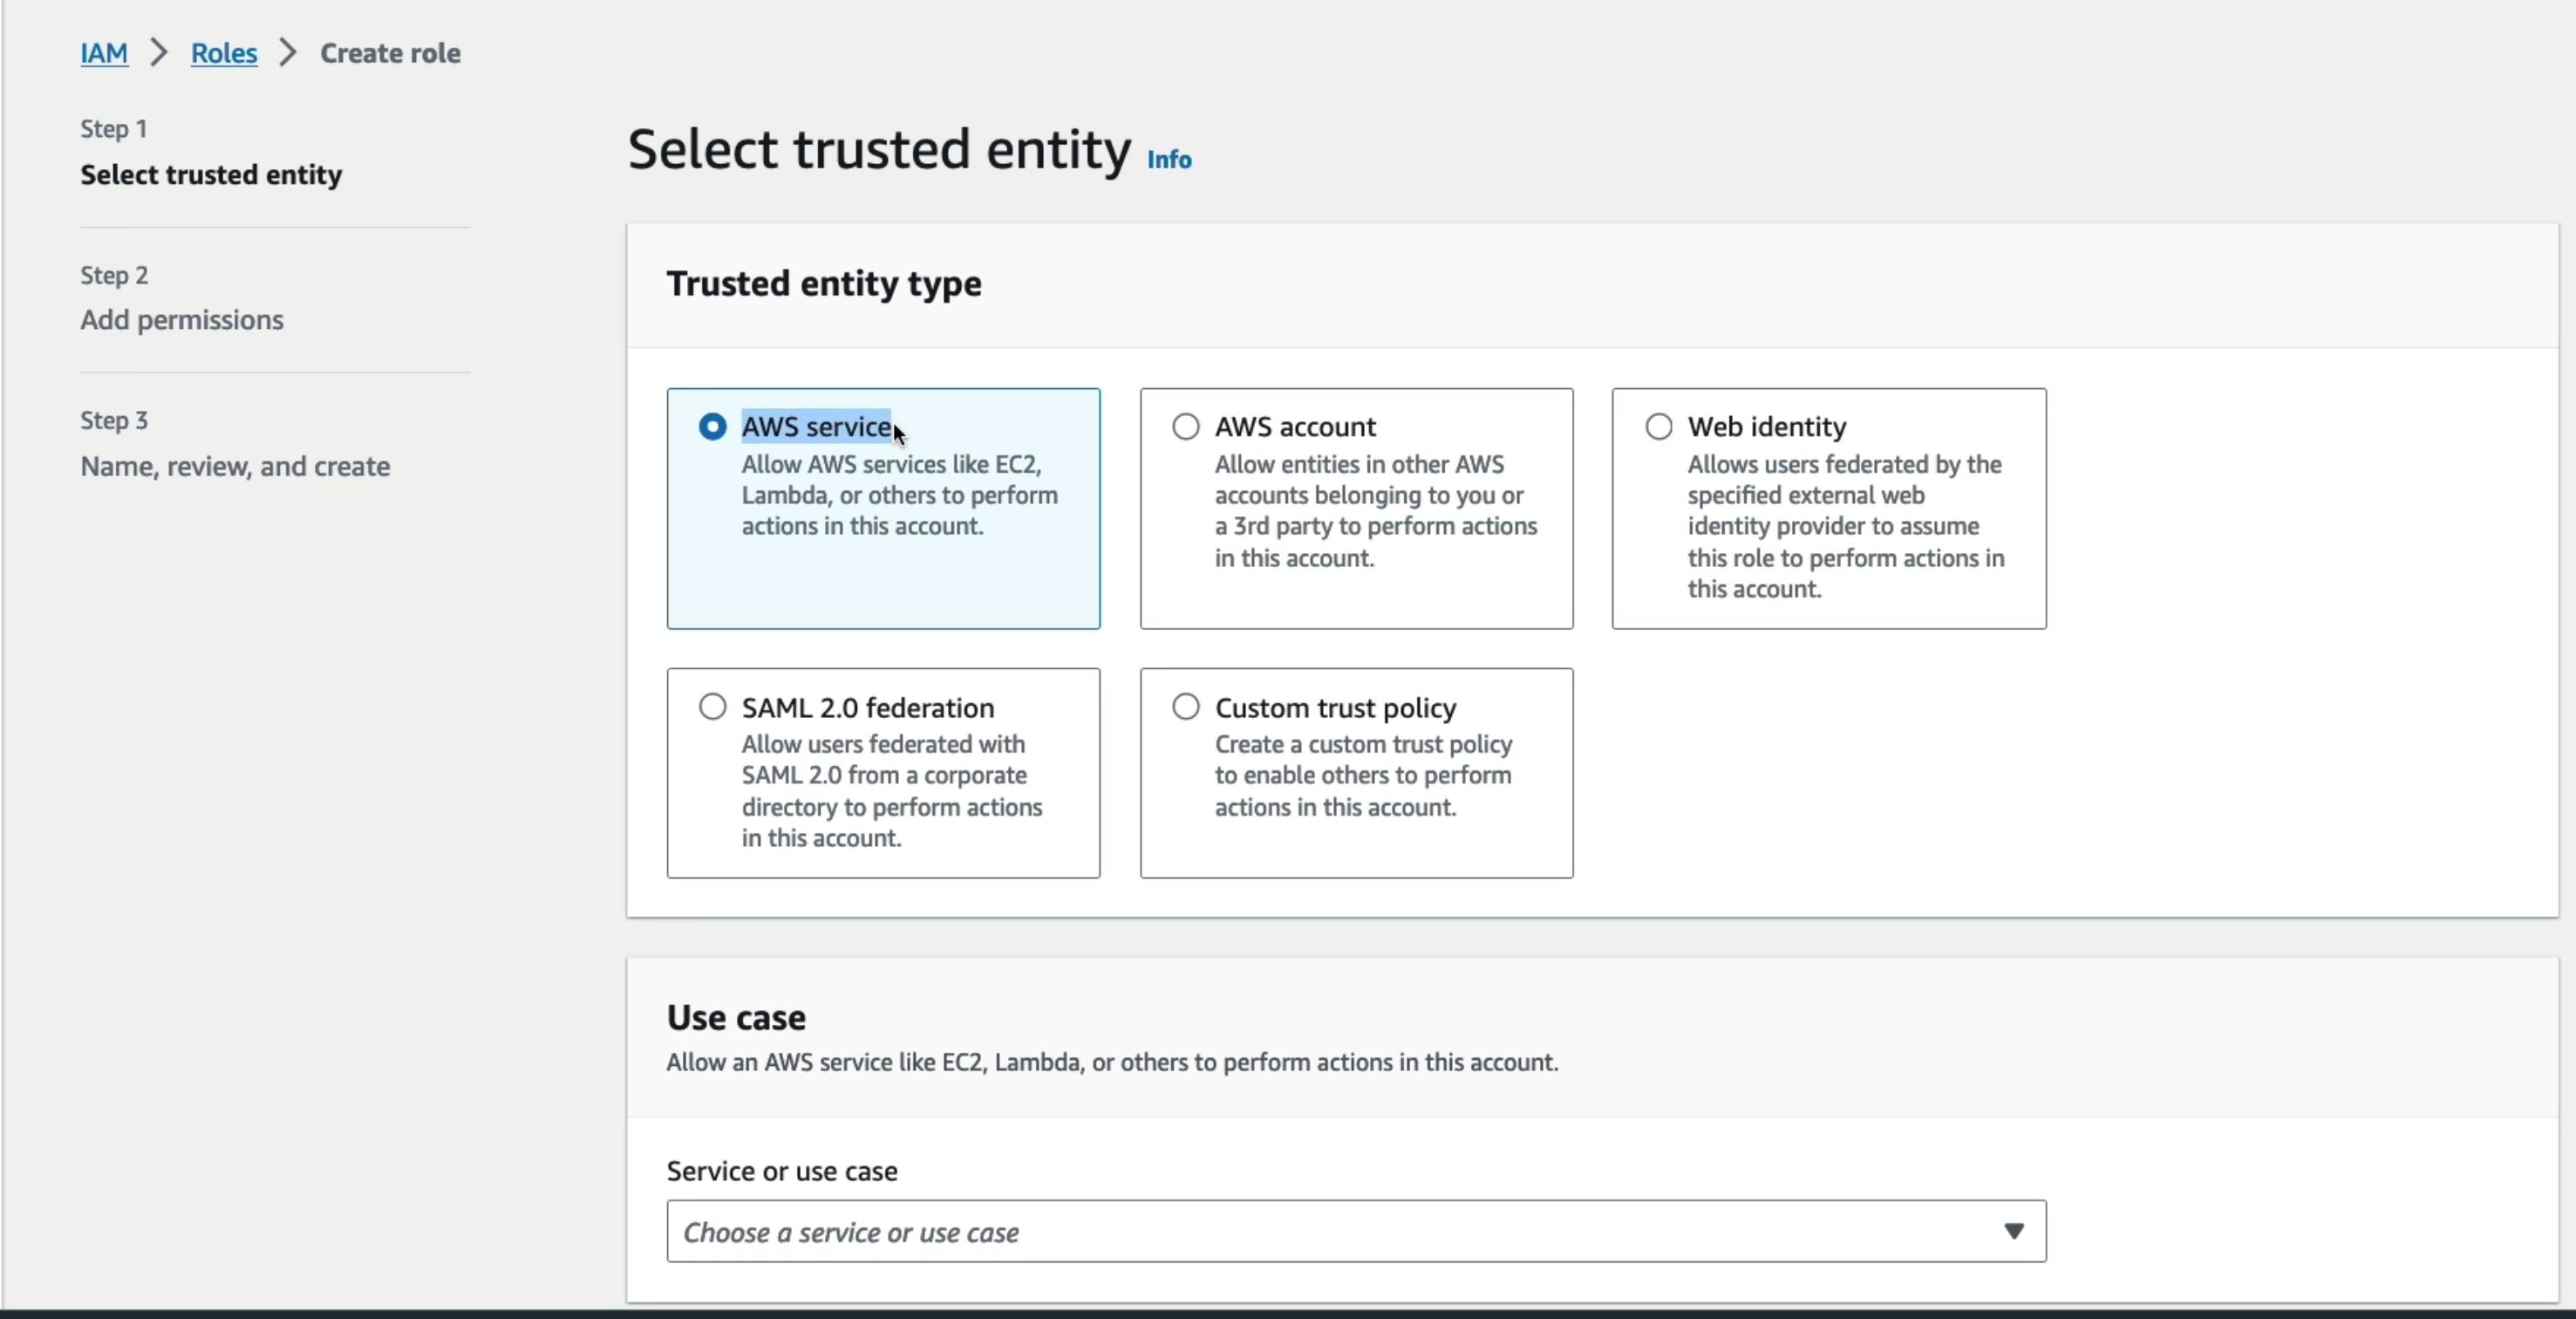 IAM > Roles > Create role
Step 1
Select trusted entity
Step 2
Add permissions
Step 3
Name, review, and create
Select trusted entity Info
Trusted entity type
AWS service
Allow AWS services like EC2,
Lambda, or others to perform
actions in this account.
AWS account
Allow entities in other AWS
accounts belonging to you or
a 3rd party to perform actions
in this account.
Web identity
Allows users federated by the
specified external web
identity provider to assume
this role to perform actions in
this account.
SAML 2.0 federation
Allow users federated with
SAML 2.0 from a corporate
directory to perform actions
in this account.
Custom trust policy
Create a custom trust policy
to enable others to perform
actions in this account.
Use case
Allow an AWS service like EC2, Lambda, or others to perform actions in this account.
Service or use case
Choose a service or use case